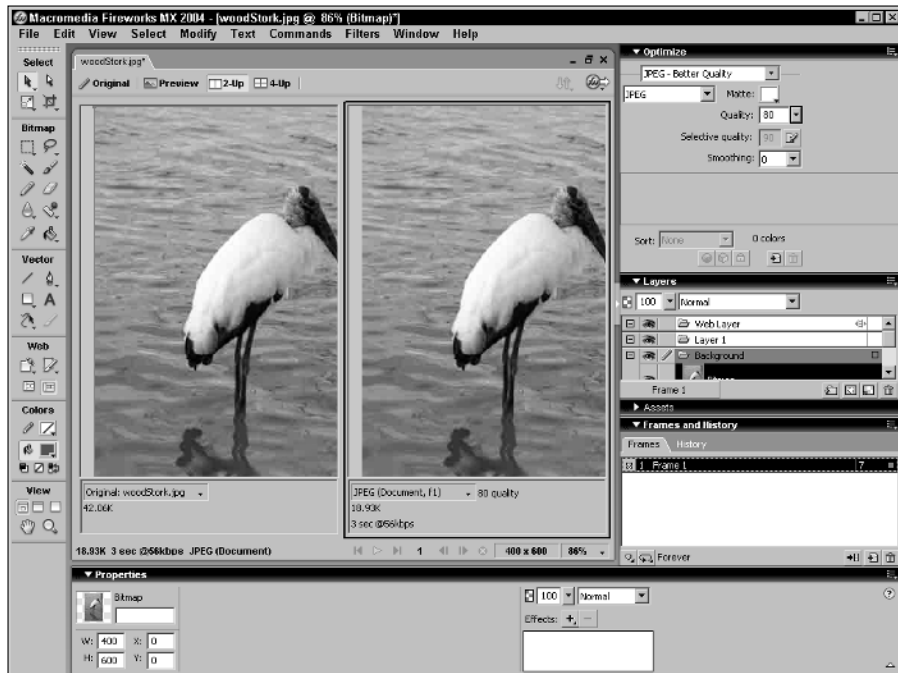 Macromedia Fireworks MX 2004 - [woodStork.jpg @ 86% (Bitmap)*]
File Edit View Select Modify Text Commands Filters Window Help
Select
Bitmap
Vector
Web
Colors
View
woodStork.jpg*
Original Preview 2-Up 4-Up
Original: woodStork.jpg
42.06K
JPEG (Document, f1) 80 quality
18.93K
3 sec @56kbps
18.93K 3 sec @56kbps JPEG (Document) 1 400 x 600 86%
Optimize
JPEG - Better Quality
JPEG Matte:
Quality: 80
Selective quality: 90
Smoothing: 0
Sort: None 0 colors
Layers
100 Normal
Web Layer
Layer 1
Background
Frame 1
Assets
Frames and History
Frames History
1 Frame 1 7
Forever
Properties
Bitmap
W: 400 X: 0
H: 600 Y: 0
100 Normal
Effects: